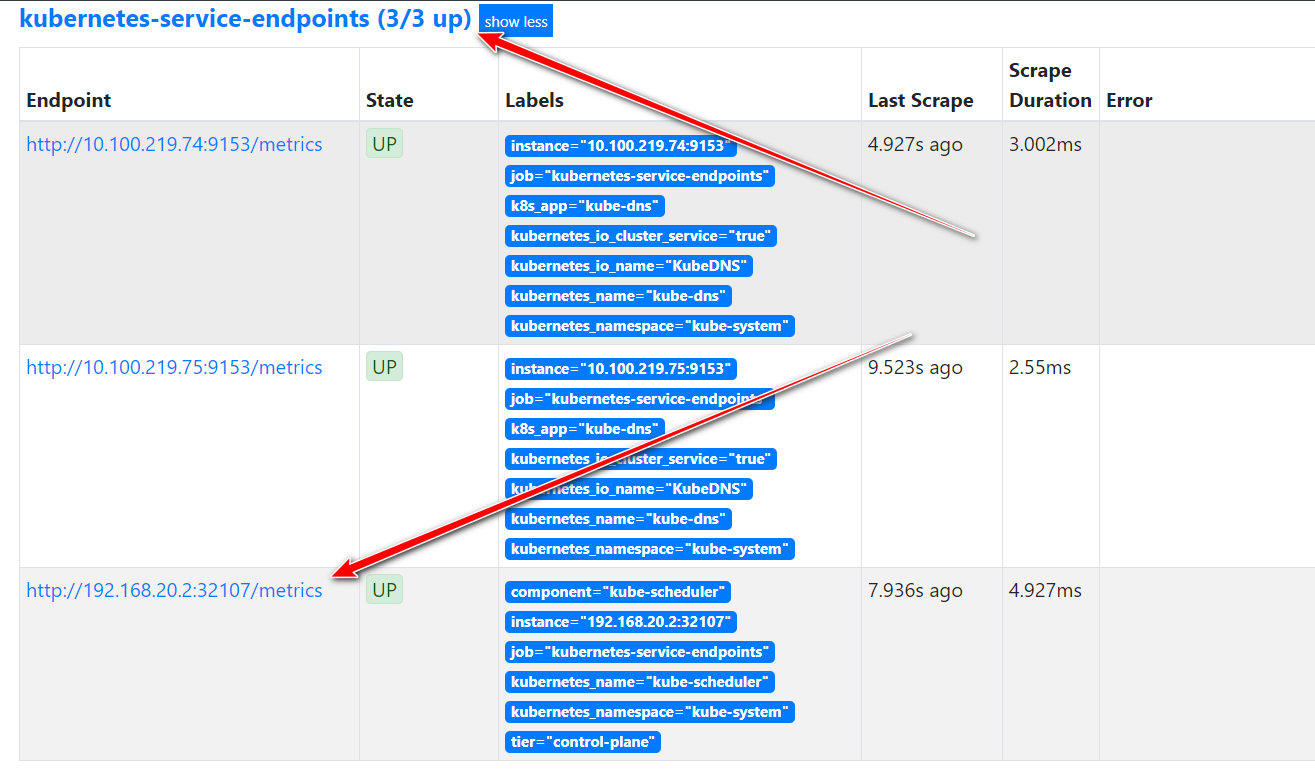 kubernetes-service-endpoints (3/3 up) show less
Endpoint State Labels Last Scrape Scrape Duration Error
http://10.100.219.74:9153/metrics UP instance="10.100.219.74:9153" 4.927s ago 3.002ms
job="kubernetes-service-endpoints"
k8s_app="kube-dns"
kubernetes_io_cluster_service="true"
kubernetes_io_name="KubeDNS"
kubernetes_name="kube-dns"
kubernetes_namespace="kube-system"
http://10.100.219.75:9153/metrics UP instance="10.100.219.75:9153" 9.523s ago 2.55ms
job="kubernetes-service-endpoints"
k8s_app="kube-dns"
kubernetes_io_cluster_service="true"
kubernetes_io_name="KubeDNS"
kubernetes_name="kube-dns"
kubernetes_namespace="kube-system"
http://192.168.20.2:32107/metrics UP component="kube-scheduler" 7.936s ago 4.927ms
instance="192.168.20.2:32107"
job="kubernetes-service-endpoints"
kubernetes_name="kube-scheduler"
kubernetes_namespace="kube-system"
tier="control-plane"